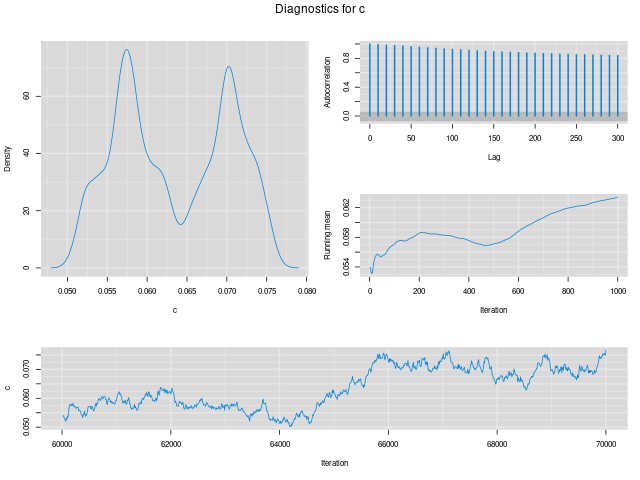 Diagnostics for c
Density
0 20 40 60
0.050 0.055 0.060 0.065 0.070 0.075 0.080
c
Autocorrelation
0.0 0.4 0.8
0 50 100 150 200 250 300
Lag
Running mean
0.054 0.058 0.062
0 200 400 600 800 1000
Iteration
c
0.050 0.060 0.070
60000 62000 64000 66000 68000 70000
Iteration